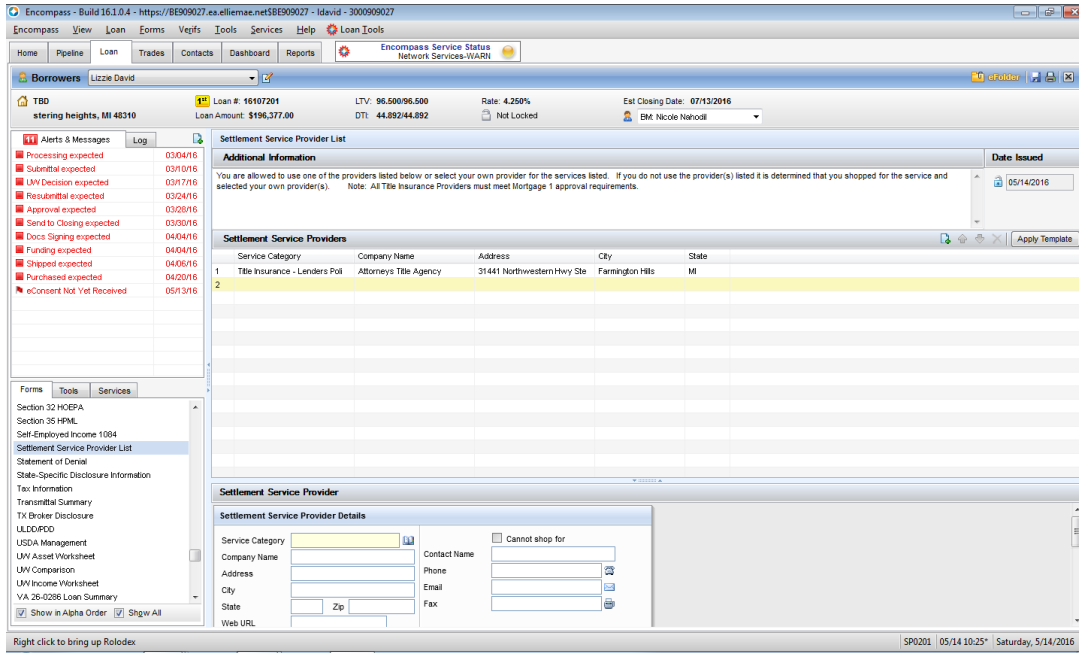 Encompass - Build 16.1.0.4 - https://BE909027.ea.elliemae.net$BE909027 - ldavid - 3000909027
Encompass View Loan Forms Verifs Tools Services Help Loan Tools
Home Pipeline Loan Trades Contacts Dashboard Reports
Encompass Service Status
Network Services-WARN
Borrowers Lizzie David eFolder
TBD 1st Loan #: 16107201 LTV: 96.500/96.500 Rate: 4.250% Est Closing Date: 07/13/2016
stering heights, MI 48310 Loan Amount: $196,377.00 DTI: 44.892/44.892 Not Locked BM: Nicole Nahodil
11 Alerts & Messages Log
Processing expected 03/04/16
Submittal expected 03/10/16
UW Decision expected 03/17/16
Resubmittal expected 03/24/16
Approval expected 03/28/16
Send to Closing expected 03/30/16
Docs Signing expected 04/04/16
Funding expected 04/04/16
Shipped expected 04/06/16
Purchased expected 04/20/16
eConsent Not Yet Received 05/13/16
Forms Tools Services
Section 32 HOEPA
Section 35 HPML
Self-Employed Income 1084
Settlement Service Provider List
Statement of Denial
State-Specific Disclosure Information
Tax Information
Transmittal Summary
TX Broker Disclosure
ULDD/PDD
USDA Management
UW Asset Worksheet
UW Comparison
UW Income Worksheet
VA 26-0286 Loan Summary
Show in Alpha Order Show All
Settlement Service Provider List
Additional Information Date Issued
You are allowed to use one of the providers listed below or select your own provider for the services listed. If you do not use the provider(s) listed it is determined that you shopped for the service and
selected your own provider(s). Note: All Title Insurance Providers must meet Mortgage 1 approval requirements.
05/14/2016
Settlement Service Providers Apply Template
Service Category Company Name Address City State
1 Title Insurance - Lenders Poli Attorneys Title Agency 31441 Northwestern Hwy Ste Farmington Hills MI
2
Settlement Service Provider
Settlement Service Provider Details
Service Category
Company Name
Address
City
State Zip
Web URL
Cannot shop for
Contact Name
Phone
Email
Fax
Right click to bring up Rolodex SP0201 05/14 10:25* Saturday, 5/14/2016